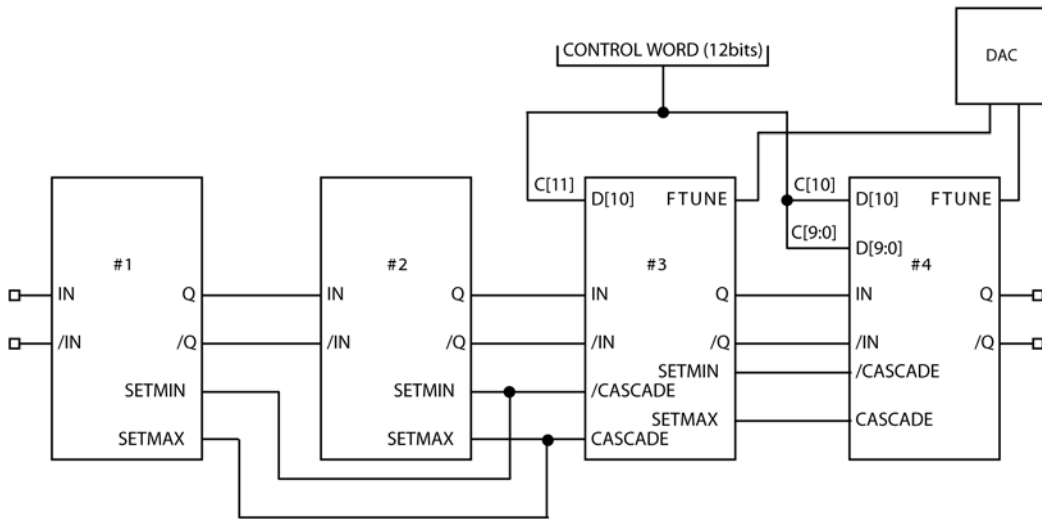 CONTROL WORD (12bits)
DAC
C[11]
D[10]
FTUNE
C[10]
D[10]
FTUNE
C[9:0]
D[9:0]
#1
#2
#3
#4
IN
Q
IN
Q
IN
Q
IN
Q
/IN
/Q
/IN
/Q
/IN
/Q
/IN
/Q
SETMIN
/CASCADE
SETMIN
SETMIN
/CASCADE
SETMAX
CASCADE
SETMAX
SETMAX
CASCADE